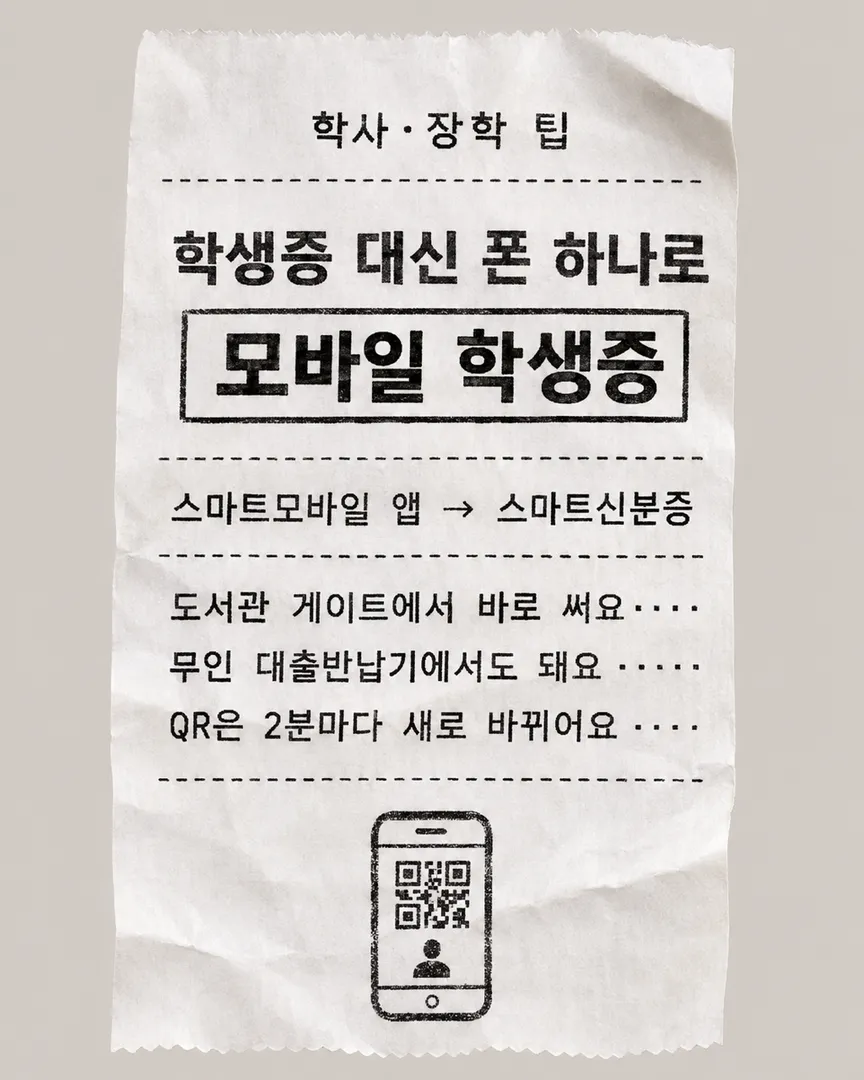 학사·장학 팁
학생증 대신 폰 하나로
모바일 학생증
스마트모바일 앱 → 스마트신분증
도서관 게이트에서 바로 써요····
무인 대출반납기에서도 돼요·····
QR은 2분마다 새로 바뀌어요····